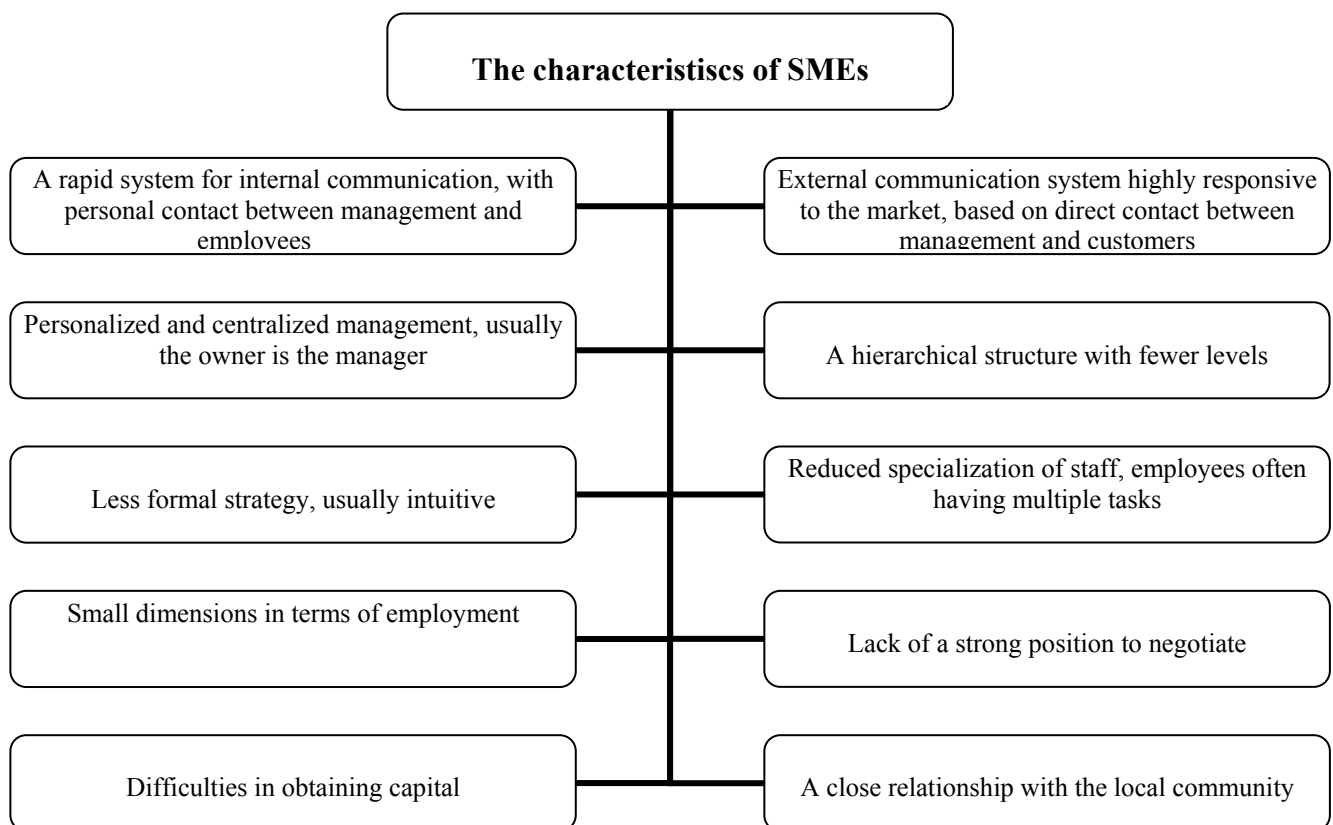 The characteristiscs of SMEs
A rapid system for internal communication, with
personal contact between management and
employees
External communication system highly responsive
to the market, based on direct contact between
management and customers
Personalized and centralized management, usually
the owner is the manager
A hierarchical structure with fewer levels
Less formal strategy, usually intuitive
Reduced specialization of staff, employees often
having multiple tasks
Small dimensions in terms of employment
Lack of a strong position to negotiate
Difficulties in obtaining capital
A close relationship with the local community